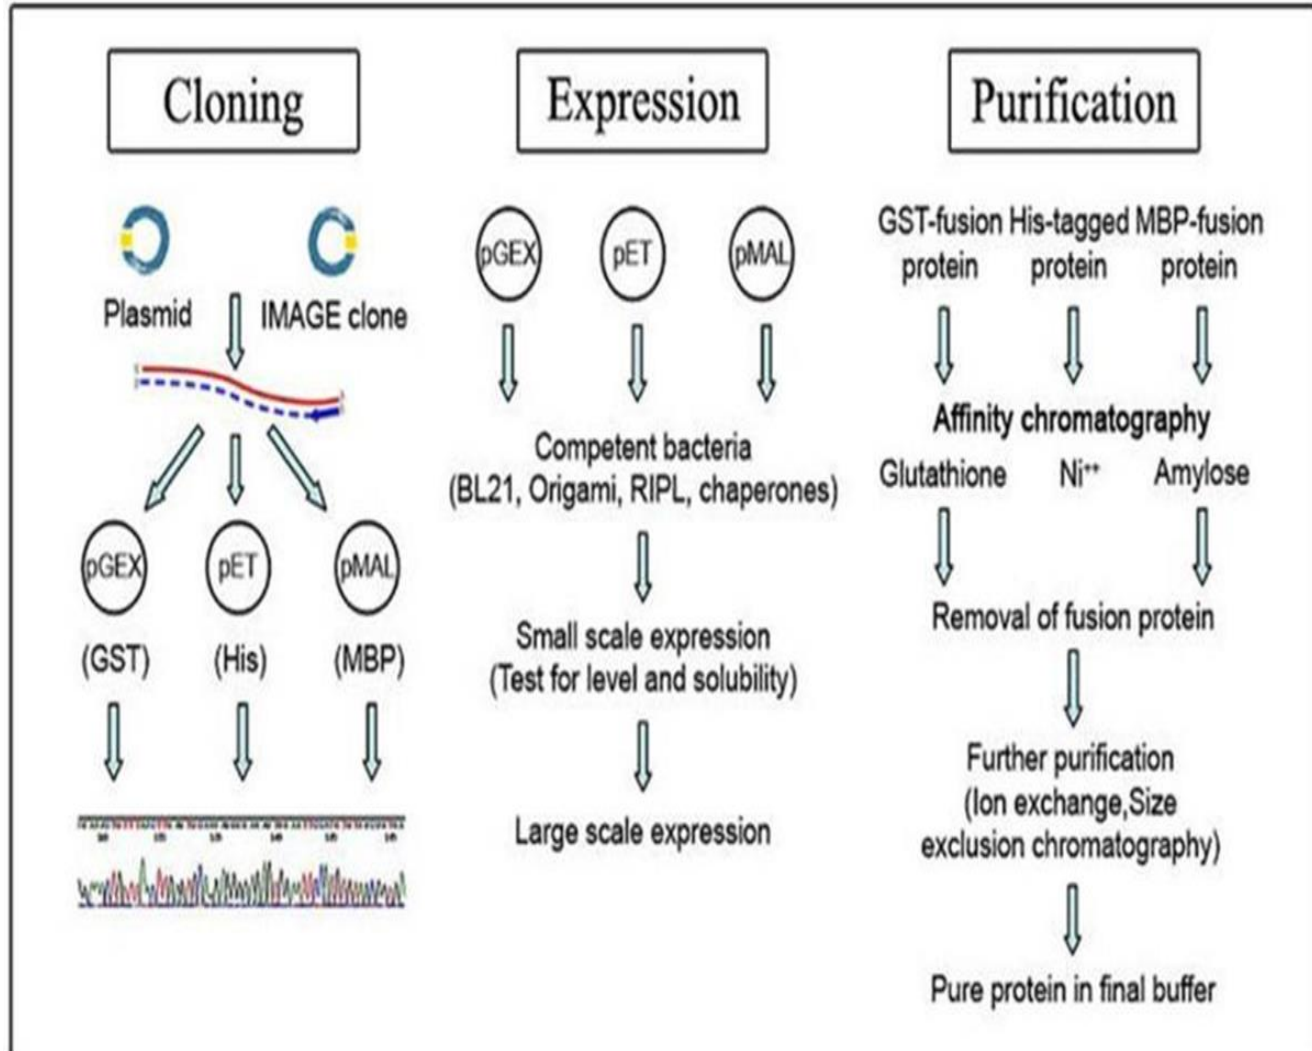 Cloning
Plasmid
IMAGE clone
pGEX
pET
pMAL
(GST)
(His)
(MBP)
Expression
pGEX
pET
pMAL
Competent bacteria
(BL21, Origami, RIPL, chaperones)
Small scale expression
(Test for level and solubility)
Large scale expression
Purification
GST-fusion His-tagged MBP-fusion
protein protein protein
Affinity chromatography
Glutathione Ni⁺⁺ Amylose
Removal of fusion protein
Further purification
(Ion exchange,Size
exclusion chromatography)
Pure protein in final buffer